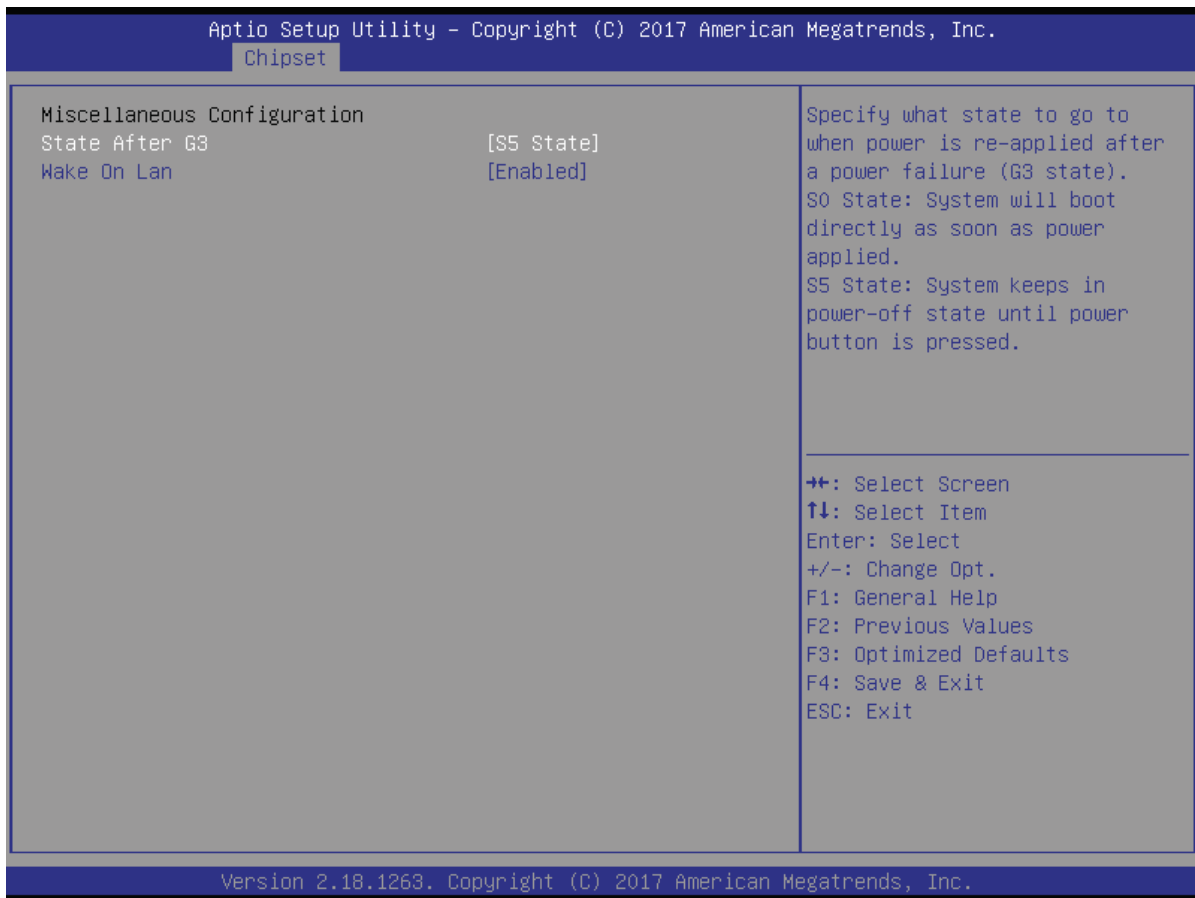 Aptio Setup Utility – Copyright (C) 2017 American Megatrends, Inc.
Chipset
Miscellaneous Configuration
State After G3 [S5 State]
Wake On Lan [Enabled]
Specify what state to go to
when power is re-applied after
a power failure (G3 state).
S0 State: System will boot
directly as soon as power
applied.
S5 State: System keeps in
power-off state until power
button is pressed.
→←: Select Screen
↑↓: Select Item
Enter: Select
+/-: Change Opt.
F1: General Help
F2: Previous Values
F3: Optimized Defaults
F4: Save & Exit
ESC: Exit
Version 2.18.1263. Copyright (C) 2017 American Megatrends, Inc.